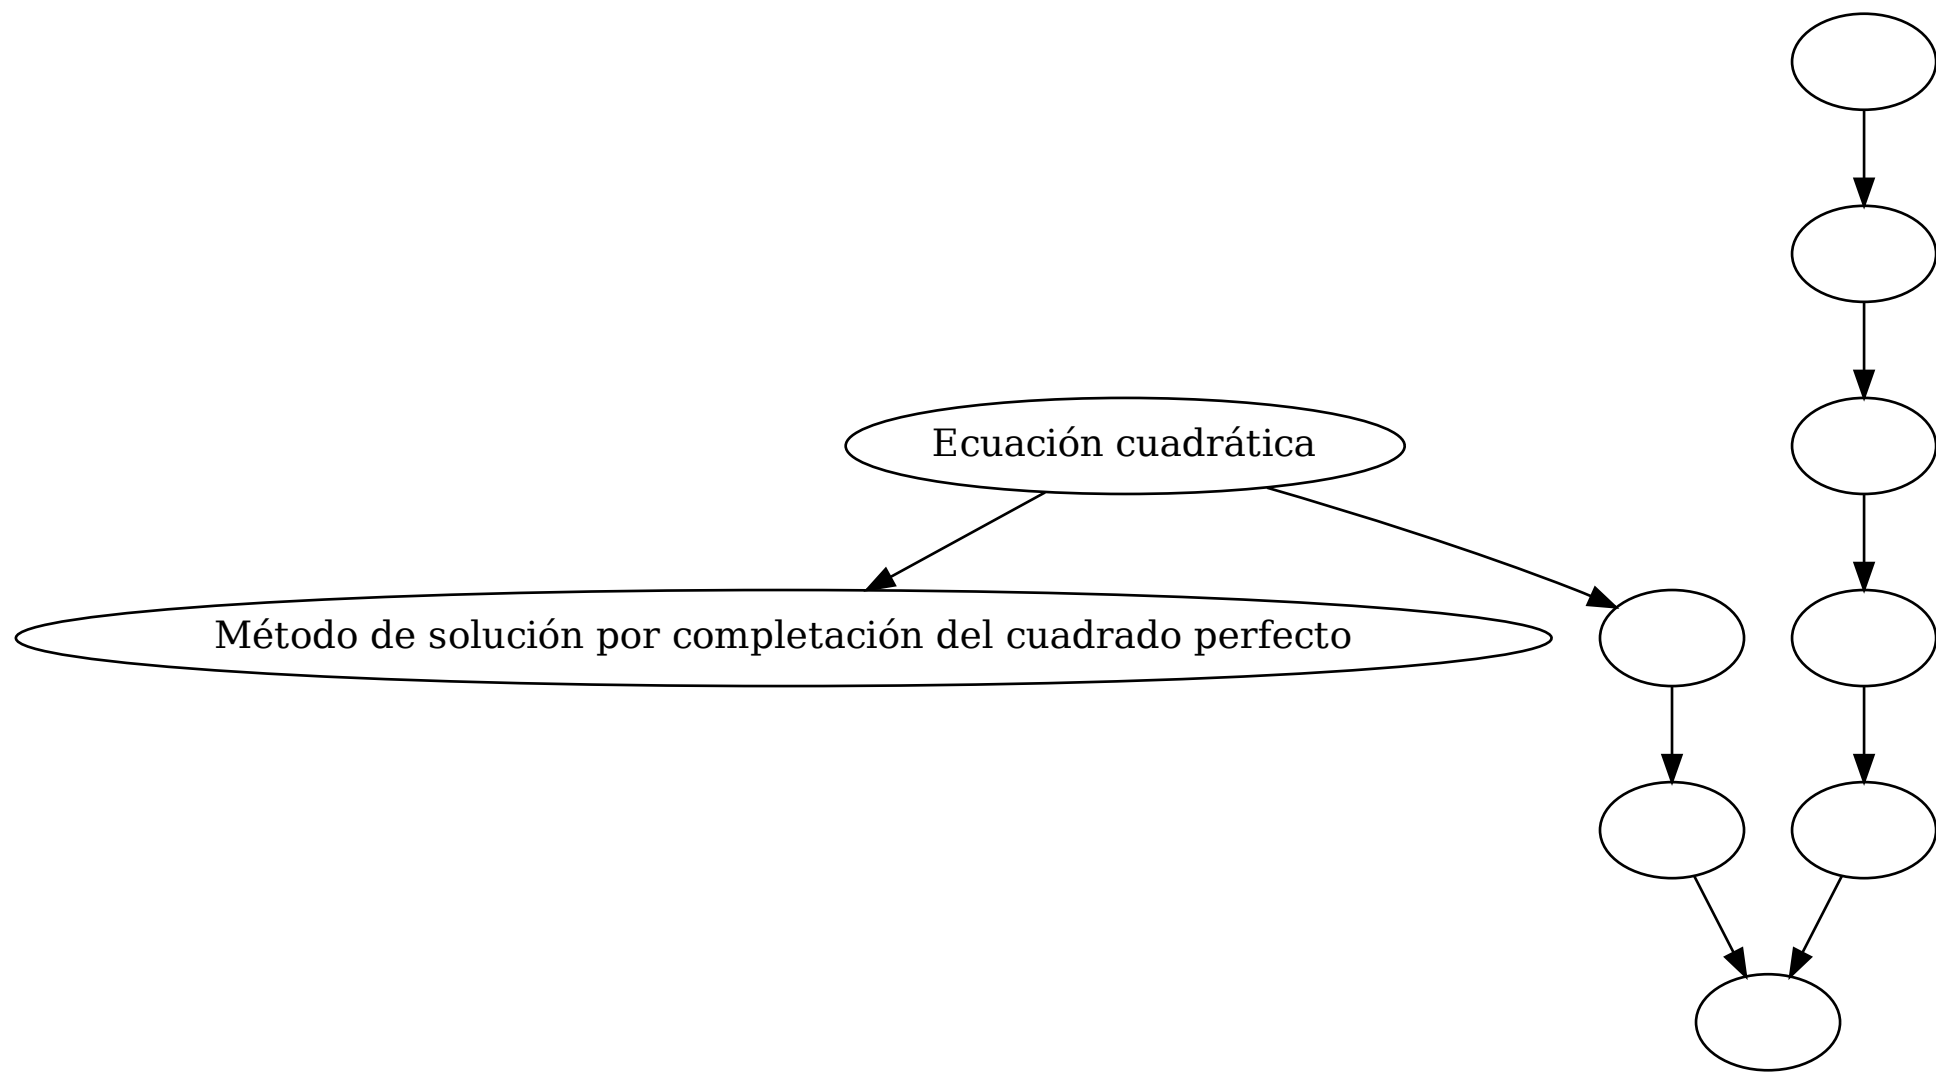 Ecuación cuadrática
Método de solución por completación del cuadrado perfecto